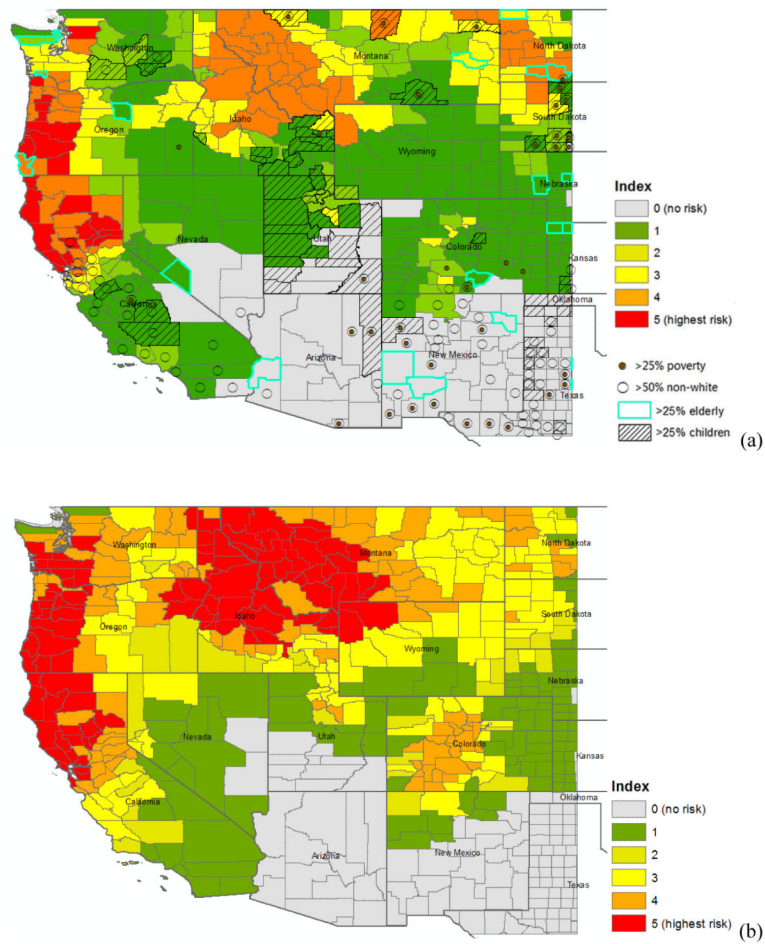 Washington
Montana
North Dakota
Oregon
Idaho
South Dakota
Wyoming
Nebraska
Nevada
Utah
Colorado
Kansas
California
Oklahoma
Arizona
New Mexico
Texas
Index
0 (no risk)
1
2
3
4
5 (highest risk)
>25% poverty
>50% non-white
>25% elderly
>25% children
(a)
Washington
Montana
North Dakota
Oregon
Idaho
South Dakota
Wyoming
Nebraska
Nevada
Utah
Colorado
Kansas
California
Oklahoma
Arizona
New Mexico
Texas
Index
0 (no risk)
1
2
3
4
5 (highest risk)
(b)